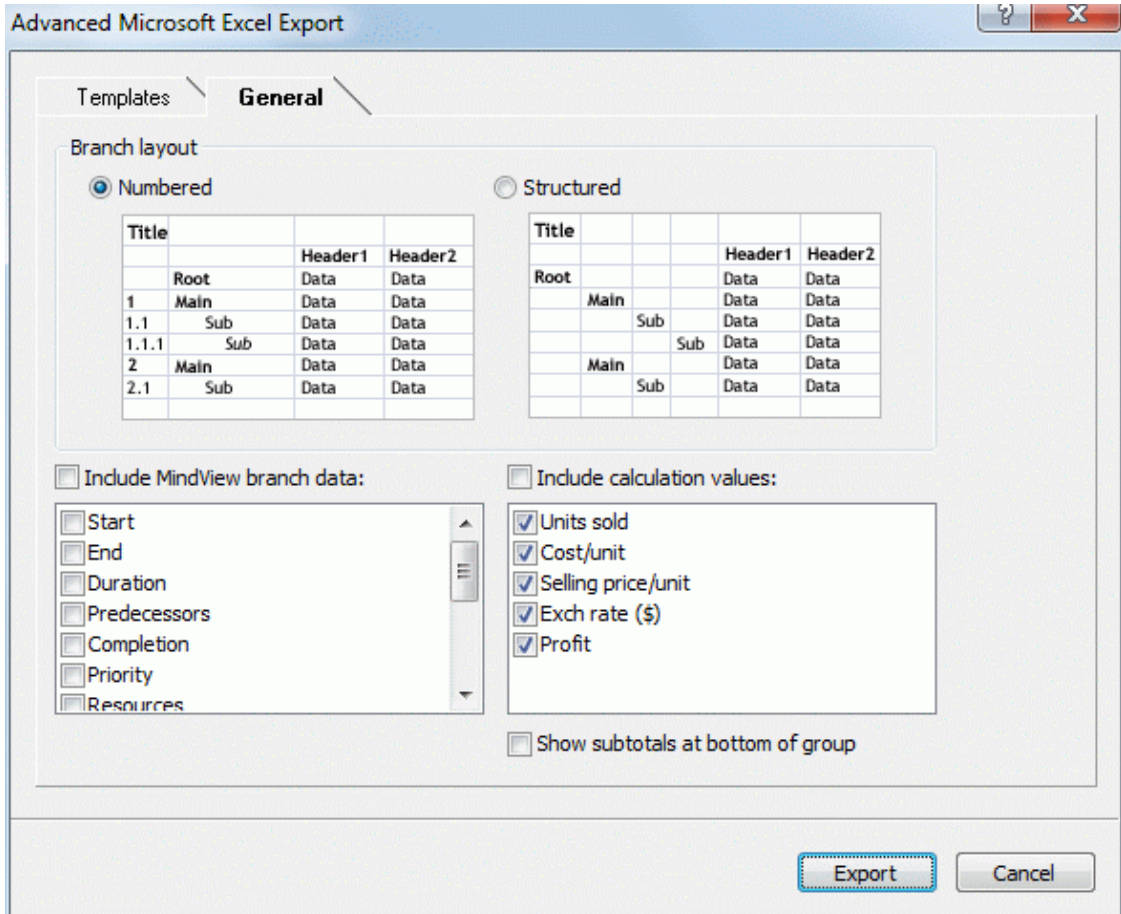 Advanced Microsoft Excel Export
? X
Templates General
Branch layout
Numbered
Title
Header1 Header2
Root Data Data
1 Main Data Data
1.1 Sub Data Data
1.1.1 Sub Data Data
2 Main Data Data
2.1 Sub Data Data
Structured
Title
Header1 Header2
Root Data Data
Main Data Data
Sub Data Data
Sub Data Data
Main Data Data
Sub Data Data
Include MindView branch data:
Start
End
Duration
Predecessors
Completion
Priority
Resources
Include calculation values:
Units sold
Cost/unit
Selling price/unit
Exch rate ($)
Profit
Show subtotals at bottom of group
Export Cancel